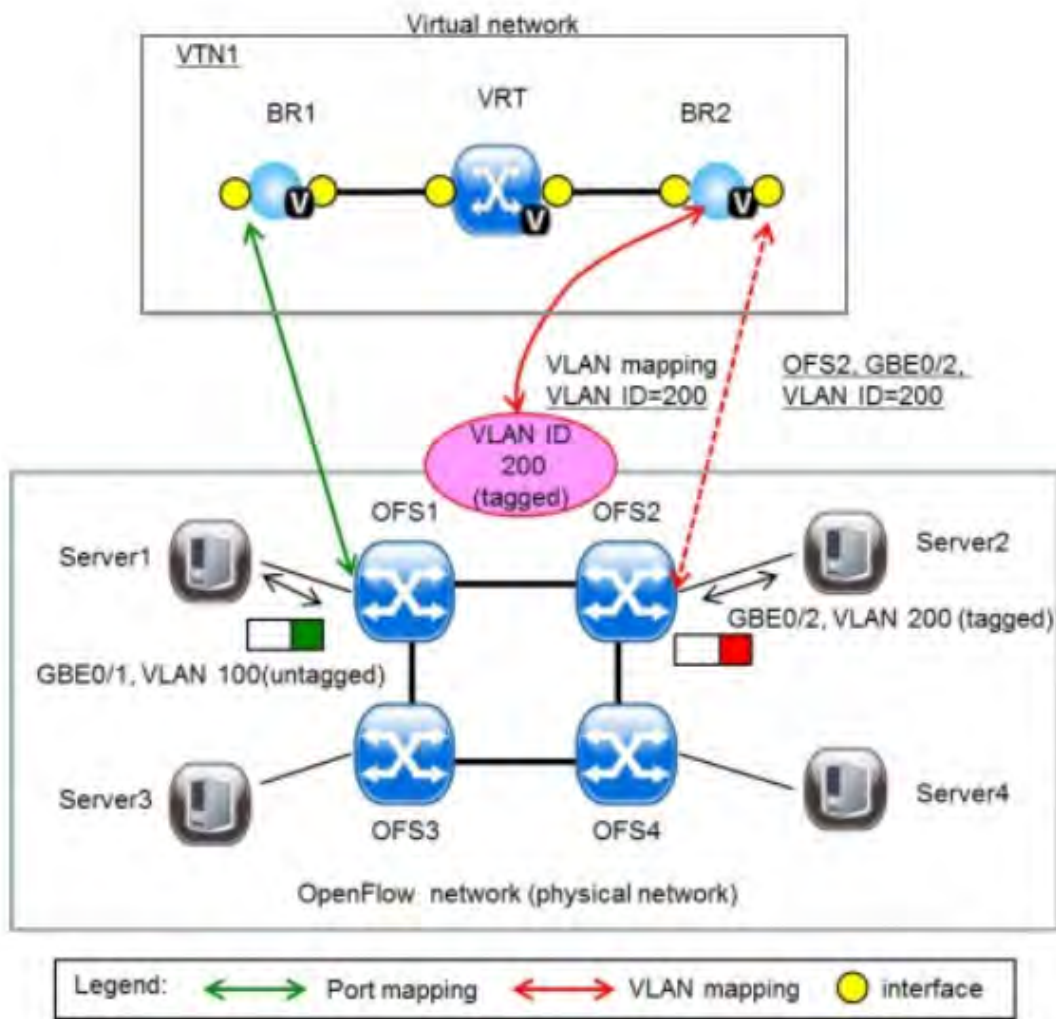 Virtual network
VTN1
BR1
VRT
BR2
V
V
V
VLAN mapping
VLAN ID=200
OFS2, GBE0/2,
VLAN ID=200
VLAN ID
200
(tagged)
OFS1
OFS2
Server1
Server2
GBE0/2, VLAN 200 (tagged)
GBE0/1, VLAN 100(untagged)
Server3
Server4
OFS3
OFS4
OpenFlow network (physical network)
Legend:
Port mapping
VLAN mapping
interface